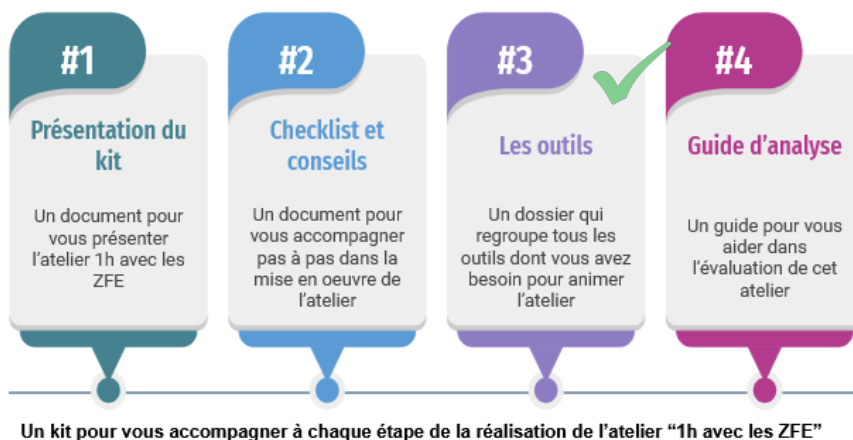 #1
Présentation du
kit
Un document pour
vous présenter
l'atelier 1h avec les
ZFE
#2
Checklist et
conseils
Un document pour
vous accompagner
pas à pas dans la
mise en oeuvre de
l'atelier
#3
Les outils
Un dossier qui
regroupe tous les
outils dont vous avez
besoin pour animer
l'atelier
#4
Guide d'analyse
Un guide pour vous
aider dans
l'évaluation de cet
atelier
Un kit pour vous accompagner à chaque étape de la réalisation de l'atelier “1h avec les ZFE”